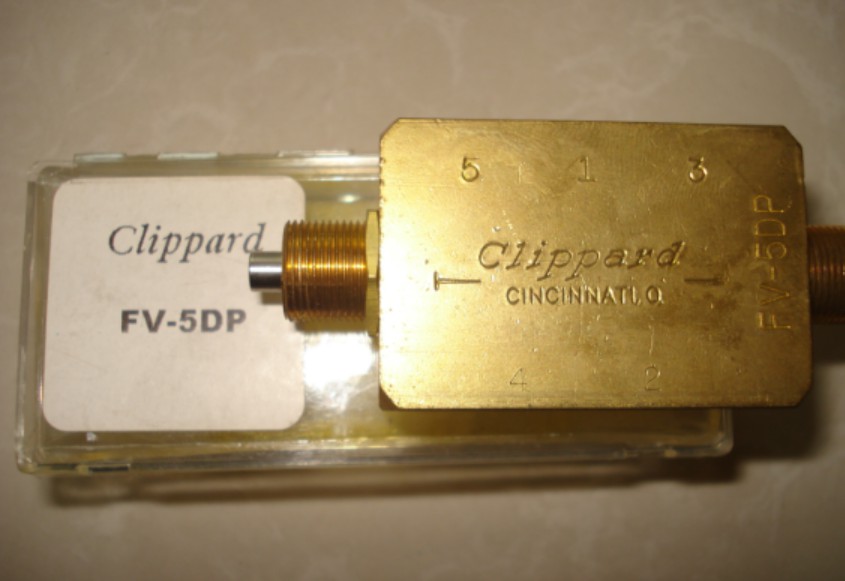 Clippard
FV-5DP
5 1 3
Clippard
CINCINNATI, O.
4 2
FV-5DP